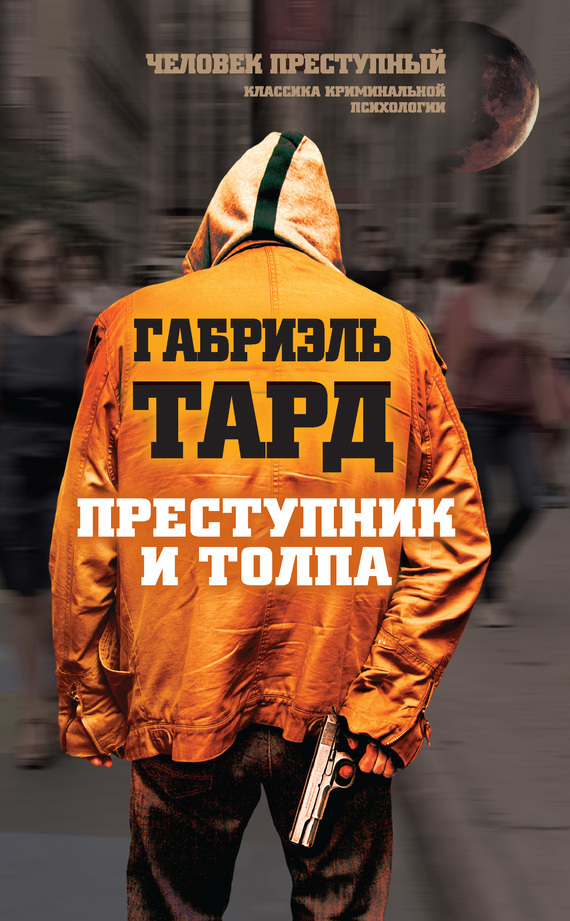 ЧЕЛОВЕК ПРЕСТУПНЫЙ
КЛАССИКА КРИМИНАЛЬНОЙ
ПСИХОЛОГИИ
ГАБРИЭЛЬ
ТАРД
ПРЕСТУПНИК
И ТОЛПА